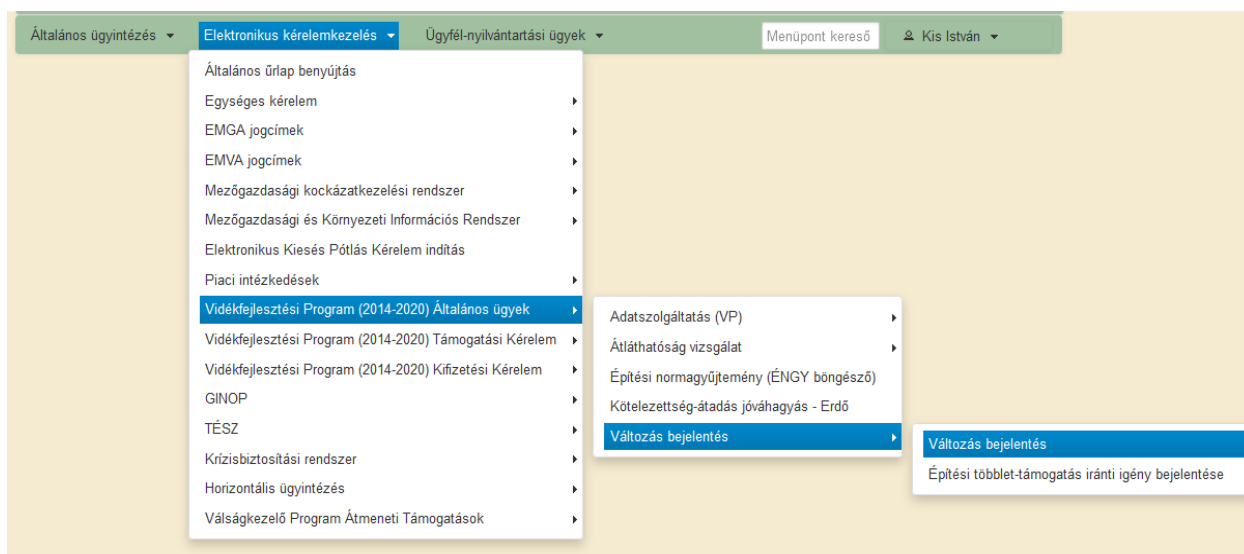 Általános ügyintézés
Elektronikus kérelemkezelés
Ügyfél-nyilvántartási ügyek
Menüpont kereső
Kis István
Általános űrlap benyújtás
Egységes kérelem
EMGA jogcímek
EMVA jogcímek
Mezőgazdasági kockázatkezelési rendszer
Mezőgazdasági és Környezeti Információs Rendszer
Elektronikus Kiesés Pótlás Kérelem indítás
Piaci intézkedések
Vidékfejlesztési Program (2014-2020) Általános ügyek
Vidékfejlesztési Program (2014-2020) Támogatási Kérelem
Vidékfejlesztési Program (2014-2020) Kifizetési Kérelem
GINOP
TÉSZ
Krízisbiztosítási rendszer
Horizontális ügyintézés
Válságkezelő Program Átmeneti Támogatások
Adatszolgáltatás (VP)
Átláthatóság vizsgálat
Építési normagyűjtemény (ÉNGY böngésző)
Kötelezettség-átadás jóváhagyás - Erdő
Változás bejelentés
Változás bejelentés
Építési többlet-támogatás iránti igény bejelentése